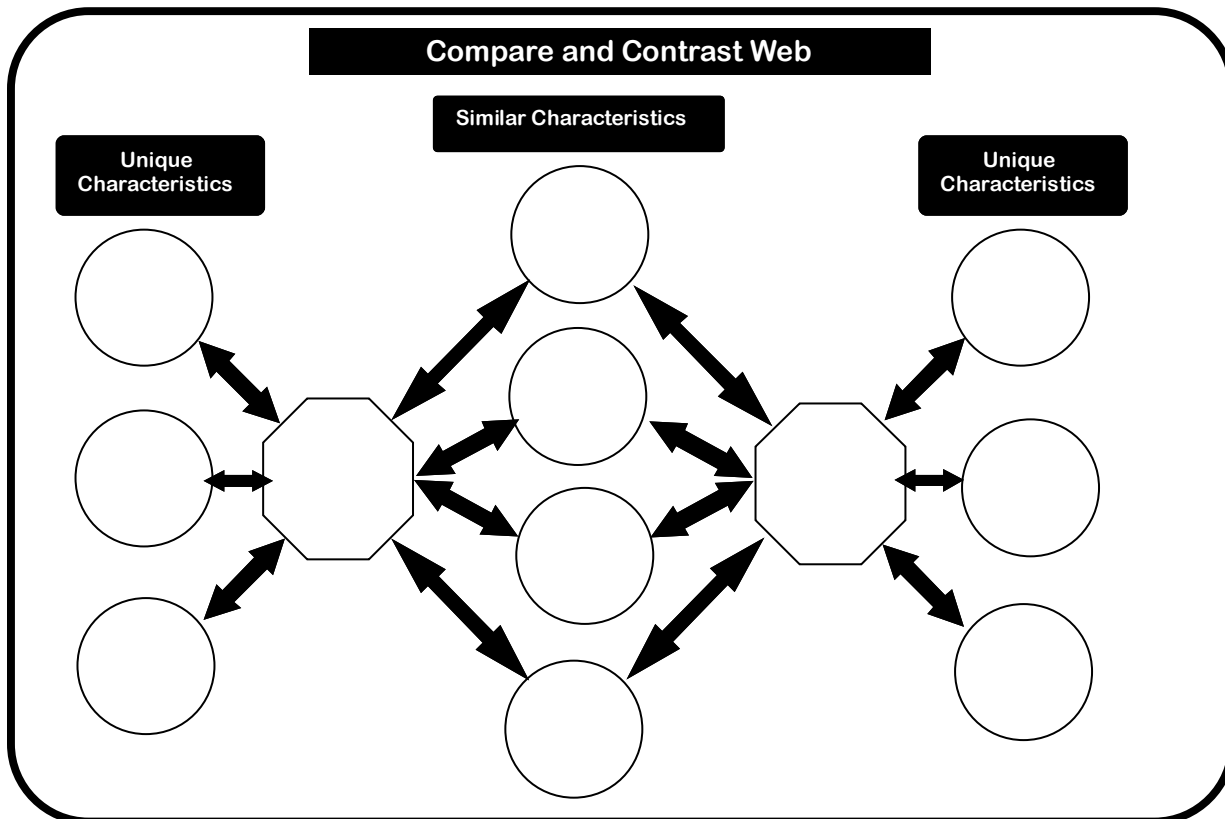 Compare and Contrast Web
Similar Characteristics
Unique
Characteristics
Unique
Characteristics